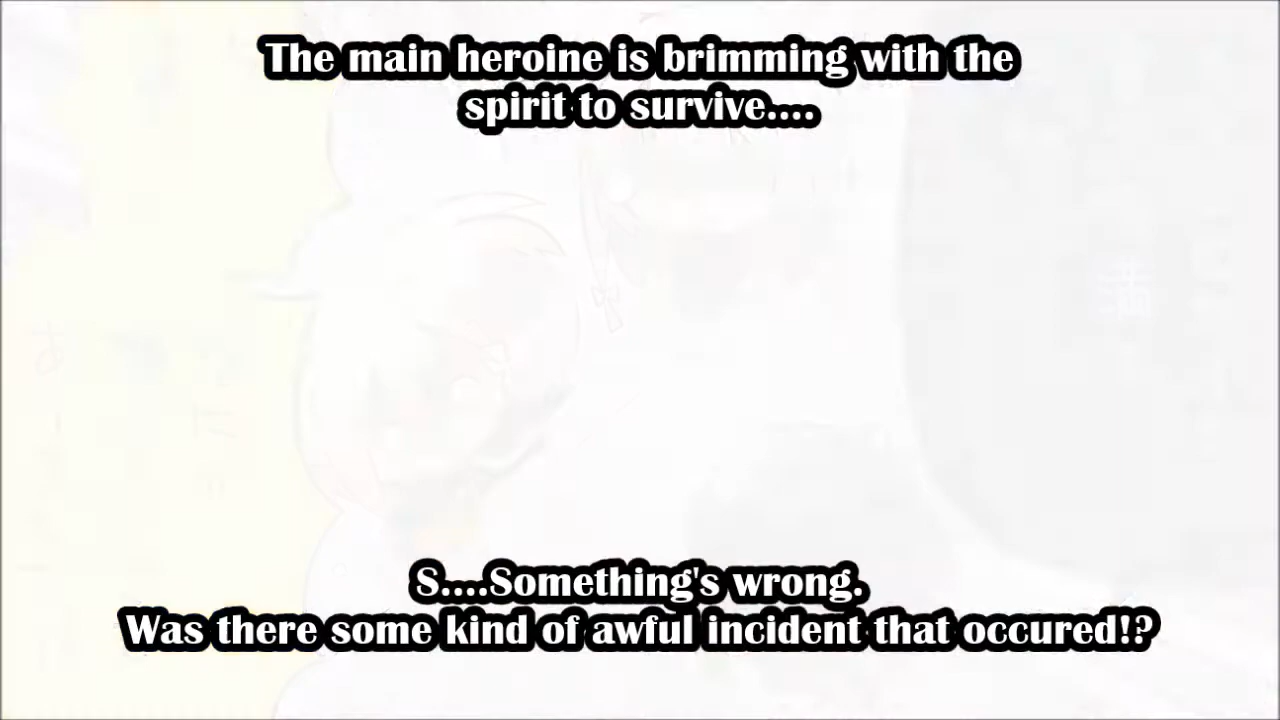 The main heroine is brimming with the
spirit to survive....
S....Something's wrong.
Was there some kind of awful incident that occured!?